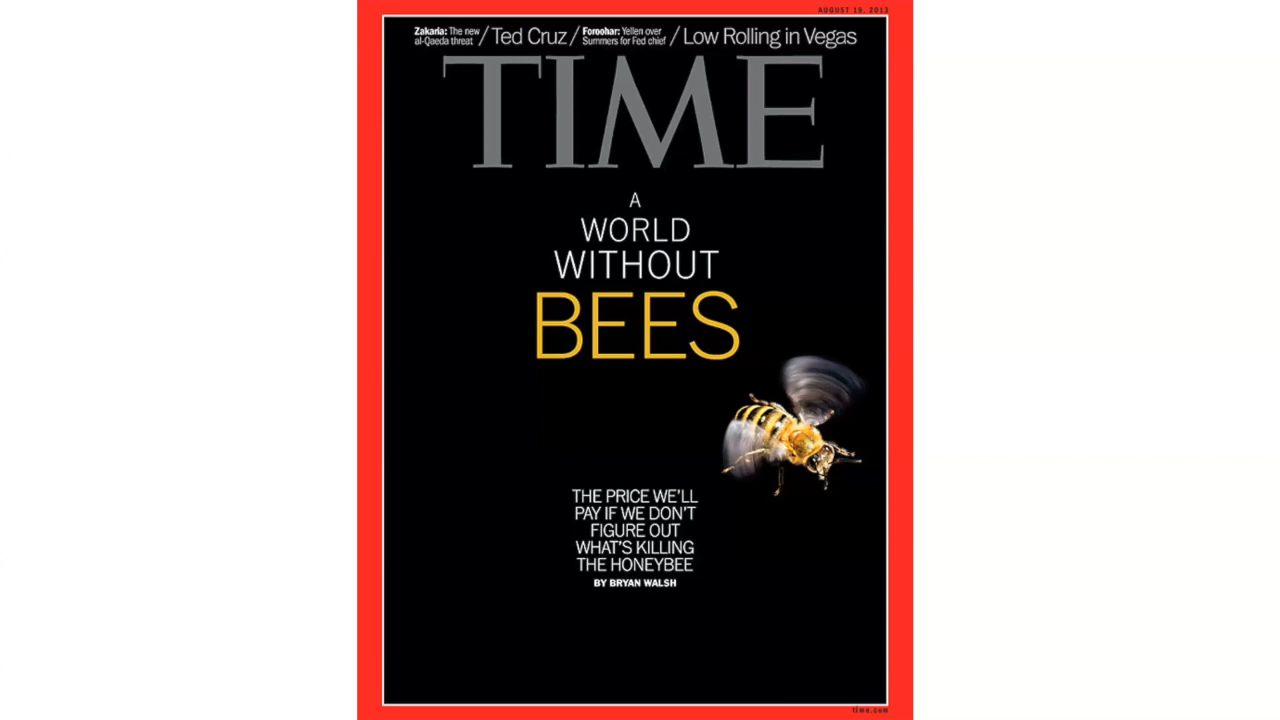 AUGUST 19, 2013
Zakaria: The new al-Qaeda threat / Ted Cruz / Foroohar: Yellen over Summers for Fed chief / Low Rolling in Vegas
TIME
A
WORLD
WITHOUT
BEES
THE PRICE WE'LL
PAY IF WE DON'T
FIGURE OUT
WHAT'S KILLING
THE HONEYBEE
BY BRYAN WALSH
time.com